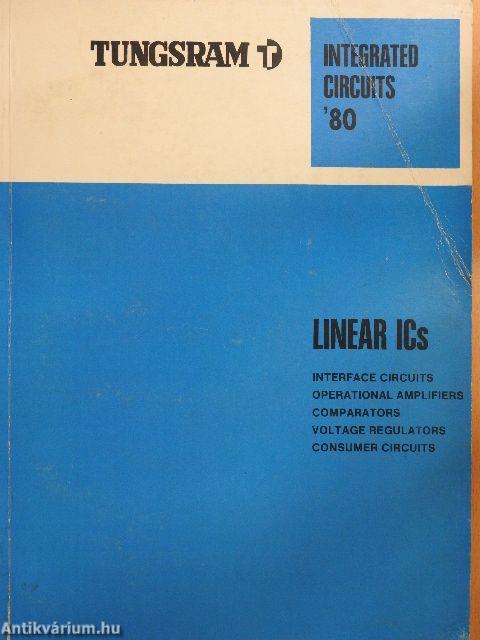 TUNGSRAM
INTEGRATED
CIRCUITS
'80
LINEAR ICs
INTERFACE CIRCUITS
OPERATIONAL AMPLIFIERS
COMPARATORS
VOLTAGE REGULATORS
CONSUMER CIRCUITS
Antikvárium.hu